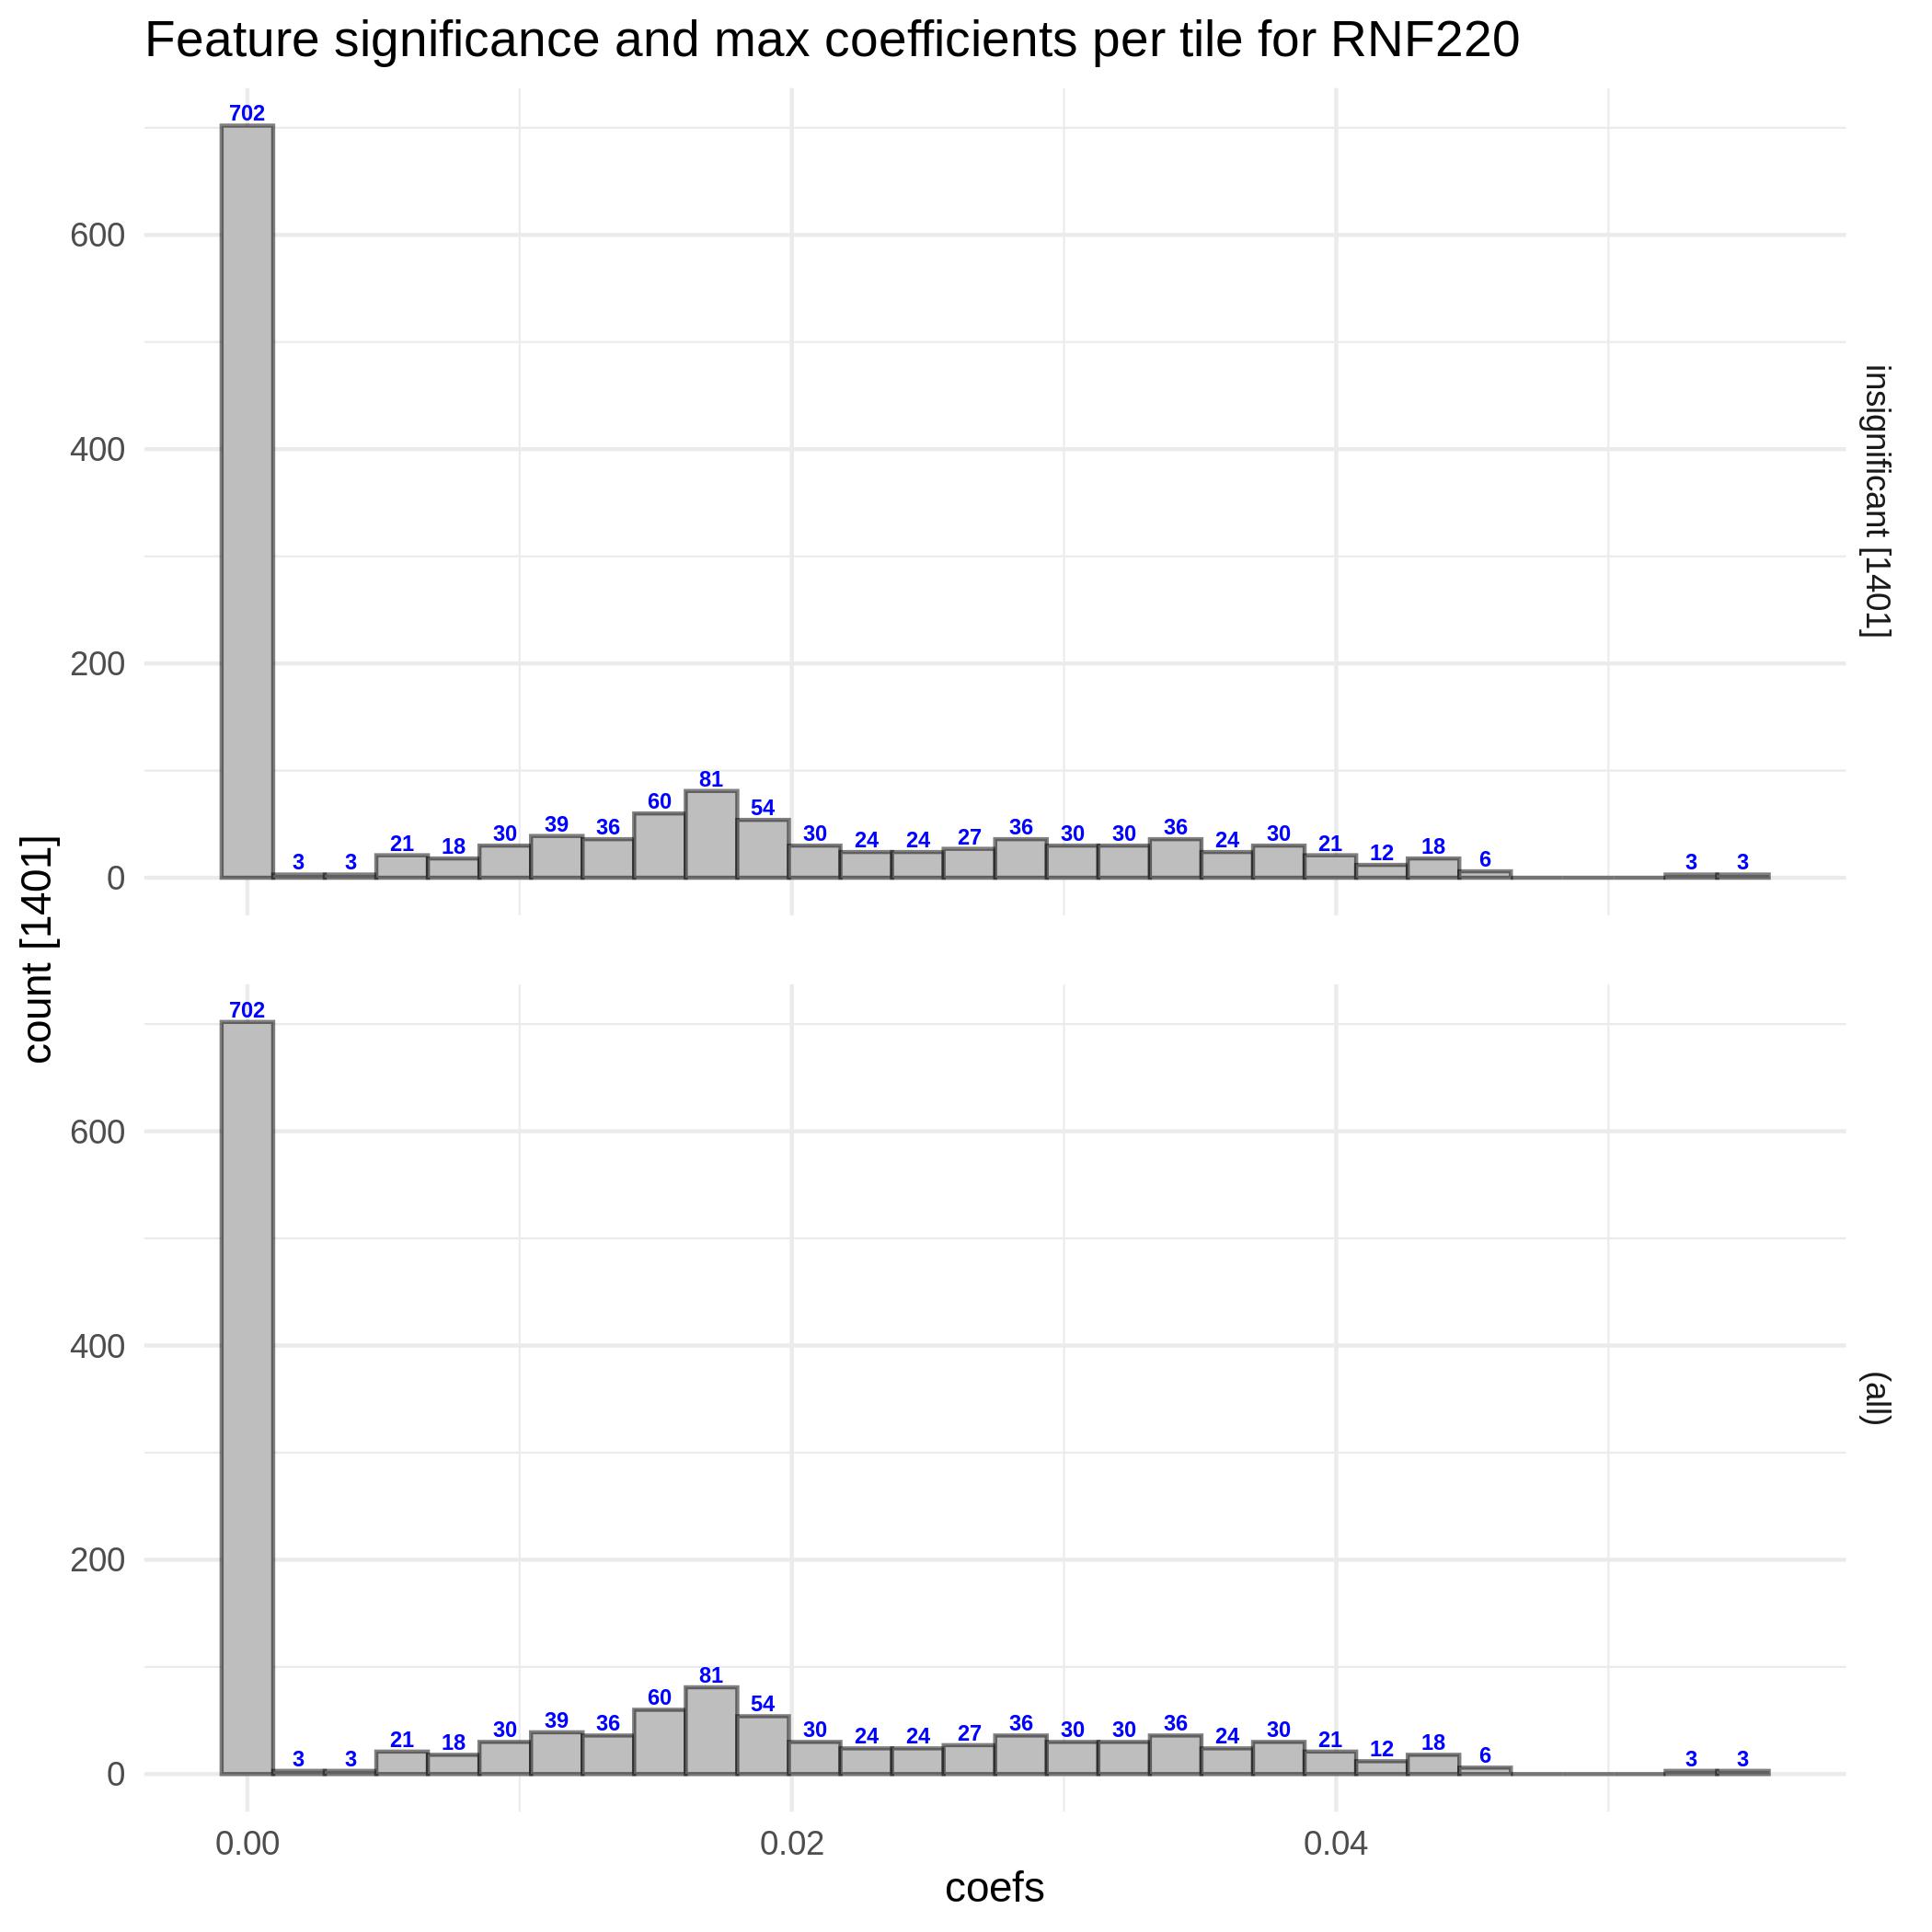 Feature significance and max coefficients per tile for RNF220
count [1401]
702
600
400
200
0
3 3 21 18 30 39 36 60 81 54 30 24 24 27 36 30 30 36 24 30 21 12 18 6 3 3
insignificant [1401]
702
600
400
200
0
3 3 21 18 30 39 36 60 81 54 30 24 24 27 36 30 30 36 24 30 21 12 18 6 3 3
(all)
0.00 0.02 0.04
coefs